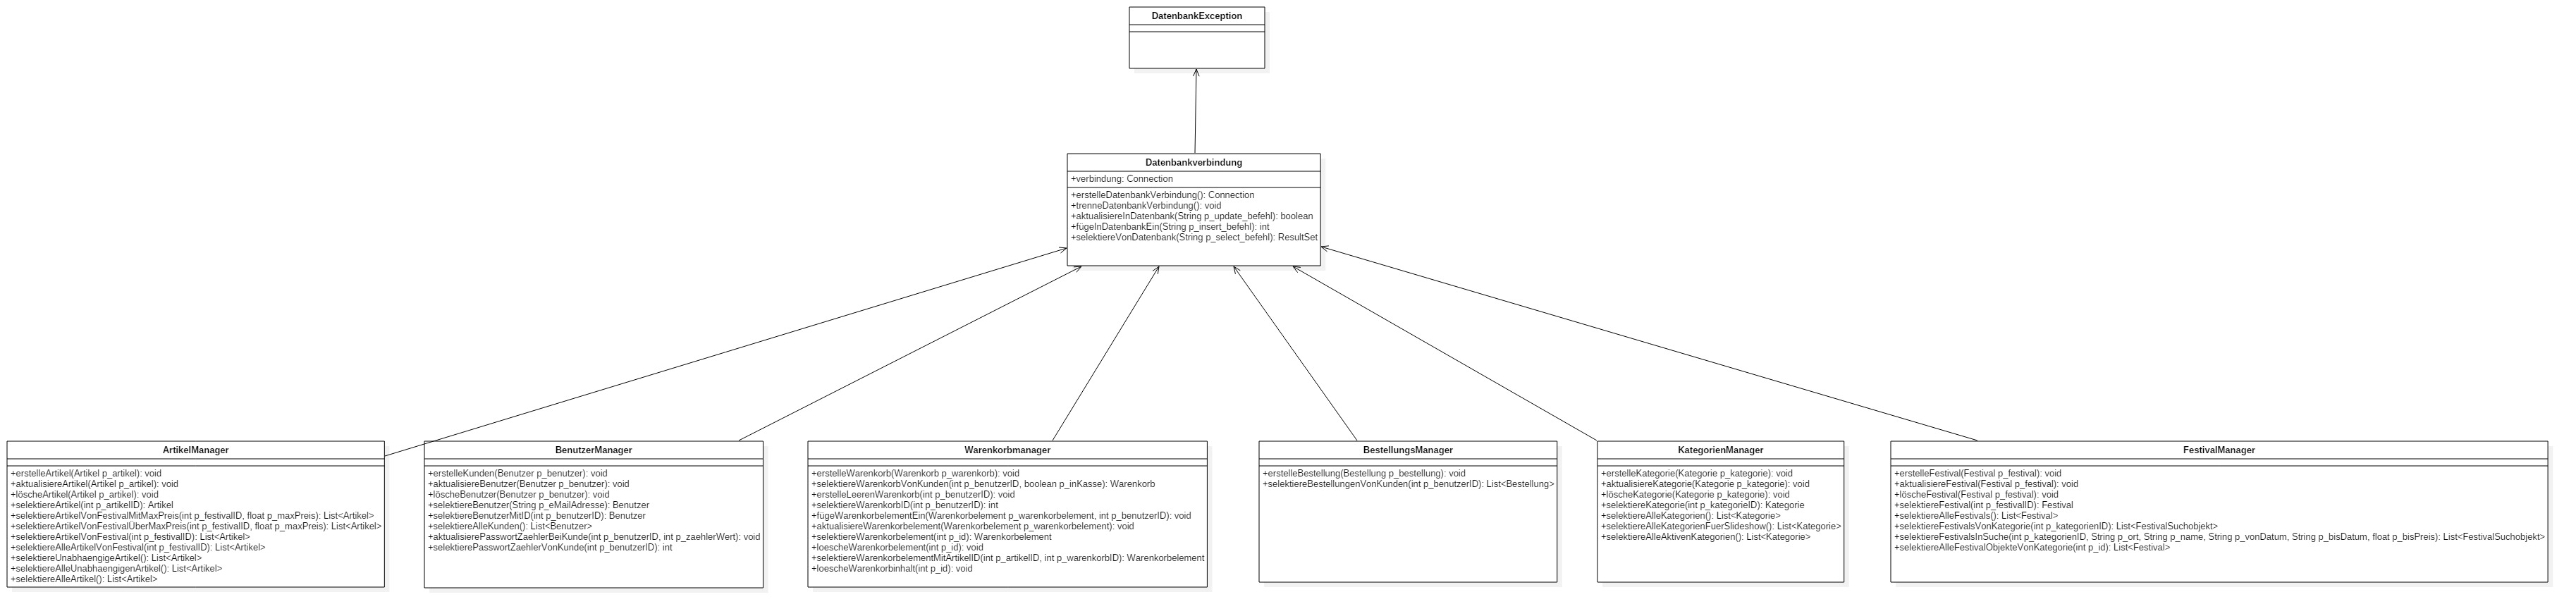 DatenbankException
Datenbankverbindung
+verbindung: Connection
+erstelleDatenbankVerbindung(): Connection
+trenneDatenbankVerbindung(): void
+aktualisiereInDatenbank(String p_update_befehl): boolean
+fügeInDatenbankEin(String p_insert_befehl): int
+selektiereVonDatenbank(String p_select_befehl): ResultSet
ArtikelManager
+erstelleArtikel(Artikel p_artikel): void
+aktualisiereArtikel(Artikel p_artikel): void
+löscheArtikel(Artikel p_artikel): void
+selektiereArtikel(int p_artikelID): Artikel
+selektiereArtikelVonFestivalMitMaxPreis(int p_festivalID, float p_maxPreis): List<Artikel>
+selektiereArtikelVonFestivalÜberMaxPreis(int p_festivalID, float p_maxPreis): List<Artikel>
+selektiereArtikelVonFestival(int p_festivalID): List<Artikel>
+selektiereAlleArtikelVonFestival(int p_festivalID): List<Artikel>
+selektiereUnabhaengigeArtikel(): List<Artikel>
+selektiereAlleUnabhaengigenArtikel(): List<Artikel>
+selektiereAlleArtikel(): List<Artikel>
BenutzerManager
+erstelleKunden(Benutzer p_benutzer): void
+aktualisiereBenutzer(Benutzer p_benutzer): void
+löscheBenutzer(Benutzer p_benutzer): void
+selektiereBenutzer(String p_eMailAdresse): Benutzer
+selektiereBenutzerMitID(int p_benutzerID): Benutzer
+selektiereAlleKunden(): List<Benutzer>
+aktualisierePasswortZaehlerBeiKunde(int p_benutzerID, int p_zaehlerWert): void
+selektierePasswortZaehlerVonKunde(int p_benutzerID): int
Warenkorbmanager
+erstelleWarenkorb(Warenkorb p_warenkorb): void
+selektiereWarenkorbVonKunden(int p_benutzerID, boolean p_inKasse): Warenkorb
+erstelleLeerenWarenkorb(int p_benutzerID): void
+selektiereWarenkorbID(int p_benutzerID): int
+fügeWarenkorbelementEin(Warenkorbelement p_warenkorbelement, int p_benutzerID): void
+aktualisiereWarenkorbelement(Warenkorbelement p_warenkorbelement): void
+selektiereWarenkorbelement(int p_id): Warenkorbelement
+loescheWarenkorbelement(int p_id): void
+selektiereWarenkorbelementMitArtikelID(int p_artikelID, int p_warenkorbID): Warenkorbelement
+loescheWarenkorbinhalt(int p_id): void
BestellungsManager
+erstelleBestellung(Bestellung p_bestellung): void
+selektiereBestellungenVonKunden(int p_benutzerID): List<Bestellung>
KategorienManager
+erstelleKategorie(Kategorie p_kategorie): void
+aktualisiereKategorie(Kategorie p_kategorie): void
+löscheKategorie(Kategorie p_kategorie): void
+selektiereKategorie(int p_kategorieID): Kategorie
+selektiereAlleKategorien(): List<Kategorie>
+selektiereAlleKategorienFuerSlideshow(): List<Kategorie>
+selektiereAlleAktivenKategorien(): List<Kategorie>
FestivalManager
+erstelleFestival(Festival p_festival): void
+aktualisiereFestival(Festival p_festival): void
+löscheFestival(Festival p_festival): void
+selektiereFestival(int p_festivalID): Festival
+selektiereAlleFestivals(): List<Festival>
+selektiereFestivalsVonKategorie(int p_kategorienID): List<FestivalSuchobjekt>
+selektiereFestivalsInSuche(int p_kategorienID, String p_ort, String p_name, String p_vonDatum, String p_bisDatum, float p_bisPreis): List<FestivalSuchobjekt>
+selektiereAlleFestivalObjekteVonKategorie(int p_id): List<Festival>